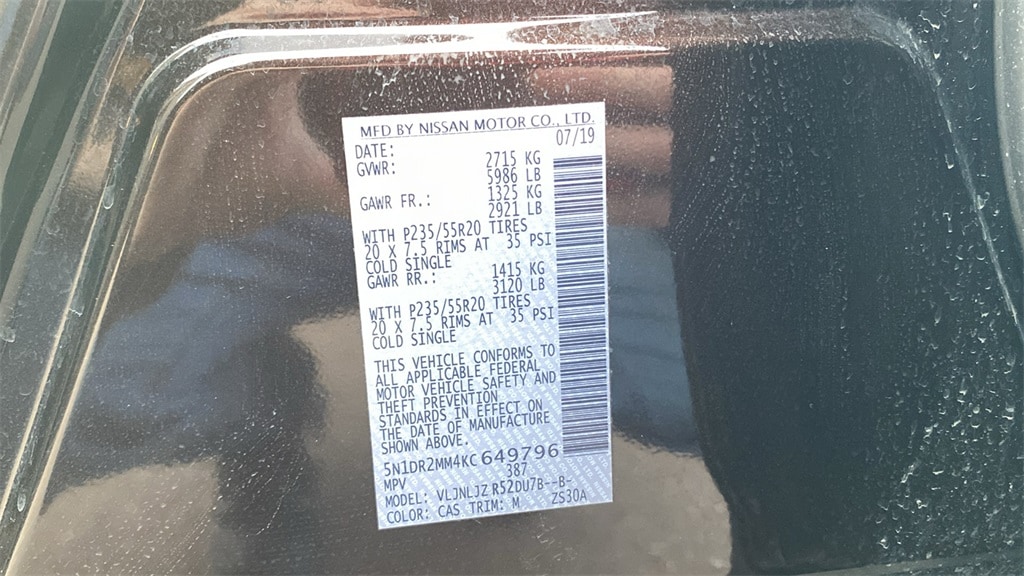 MFD BY NISSAN MOTOR CO., LTD.
DATE: 07/19
GVWR: 2715 KG
5986 LB
GAWR FR.: 1325 KG
2921 LB
WITH P235/55R20 TIRES
20 X 7.5 RIMS AT 35 PSI
COLD SINGLE
GAWR RR.: 1415 KG
3120 LB
WITH P235/55R20 TIRES
20 X 7.5 RIMS AT 35 PSI
COLD SINGLE
THIS VEHICLE CONFORMS TO
ALL APPLICABLE FEDERAL
MOTOR VEHICLE SAFETY AND
THEFT PREVENTION
STANDARDS IN EFFECT ON
THE DATE OF MANUFACTURE
SHOWN ABOVE.
5N1DR2MM4KC649796
MPV 387
MODEL: VLJNLJZ R52DU7B--B-
COLOR: CAS TRIM: M ZS30A